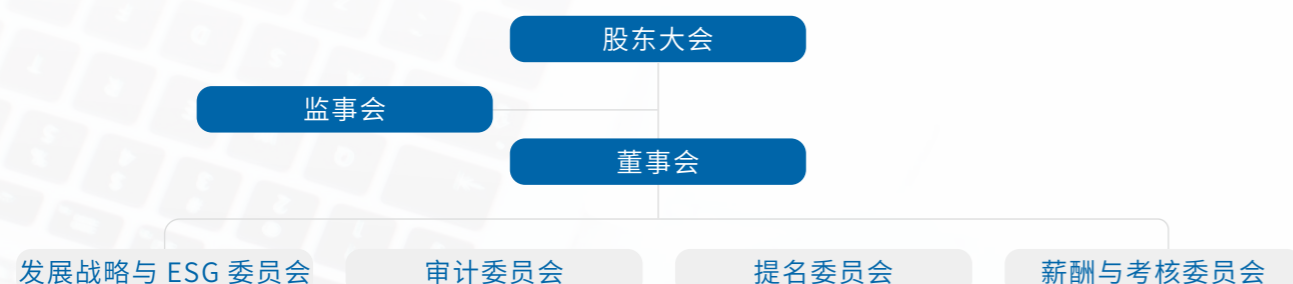 股东大会
监事会
董事会
发展战略与 ESG 委员会
审计委员会
提名委员会
薪酬与考核委员会